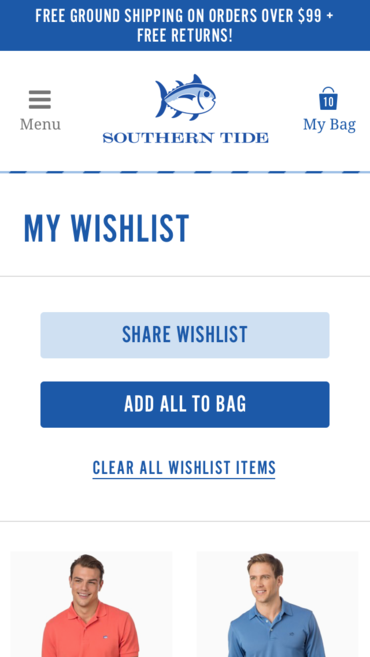 FREE GROUND SHIPPING ON ORDERS OVER $99 +
FREE RETURNS!
Menu
SOUTHERN TIDE
10
My Bag
MY WISHLIST
SHARE WISHLIST
ADD ALL TO BAG
CLEAR ALL WISHLIST ITEMS